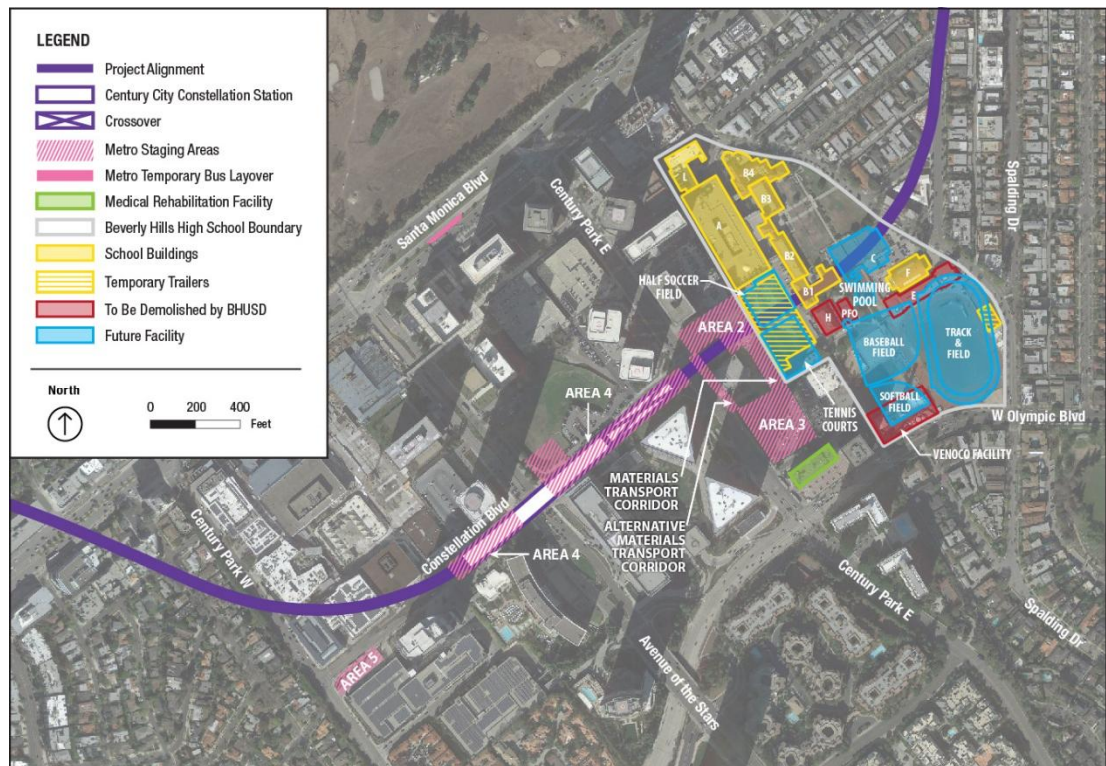 LEGEND
Project Alignment
Century City Constellation Station
Crossover
Metro Staging Areas
Metro Temporary Bus Layover
Medical Rehabilitation Facility
Beverly Hills High School Boundary
School Buildings
Temporary Trailers
To Be Demolished by BHUSD
Future Facility
North
0 200 400
Feet
Santa Monica Blvd
Century Park E
Spalding Dr
L
B4
B3
A
B2
B1
C
F
E
H
SWIMMING
POOL
PFO
HALF SOCCER
FIELD
AREA 2
BASEBALL
FIELD
TRACK
&
FIELD
SOFTBALL
FIELD
W Olympic Blvd
TENNIS
COURTS
VENOCO FACILITY
AREA 4
AREA 3
MATERIALS
TRANSPORT
CORRIDOR
ALTERNATIVE
MATERIALS
TRANSPORT
CORRIDOR
Constellation Blvd
AREA 4
Century Park W
AREA 5
Avenue of the Stars
Century Park E
Spalding Dr